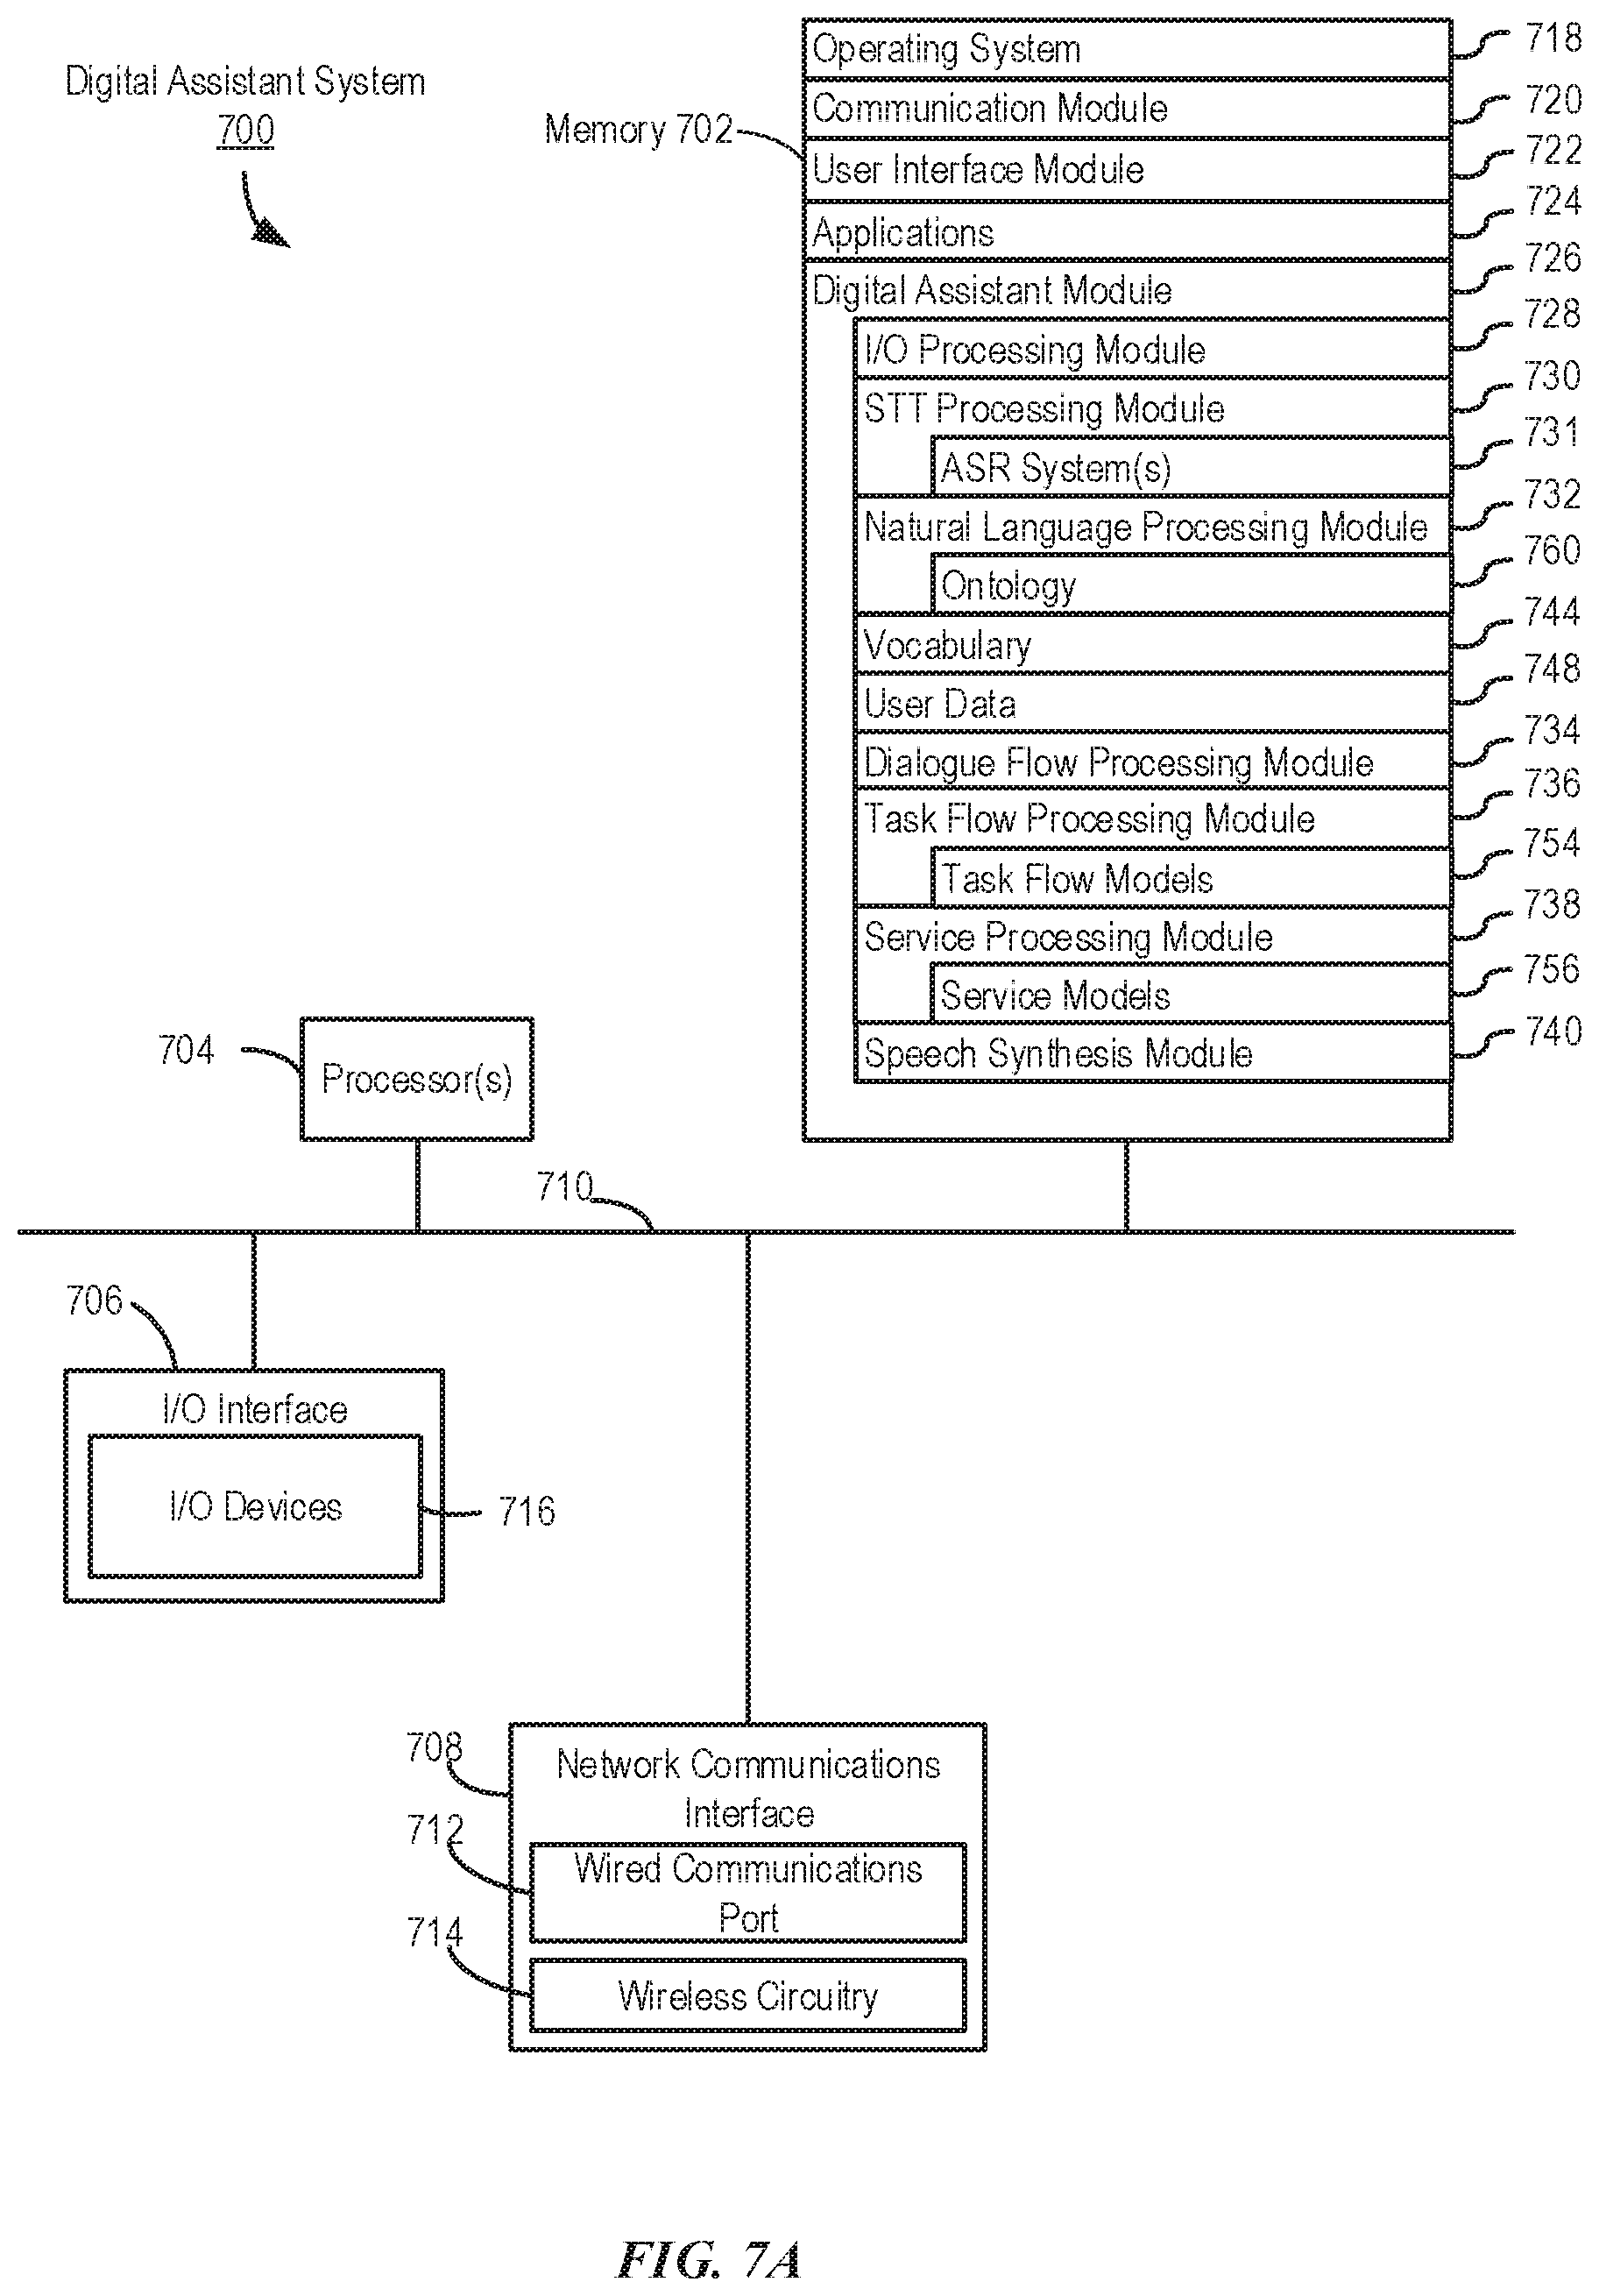 Digital Assistant System
700
Memory 702
Operating System 718
Communication Module 720
User Interface Module 722
Applications 724
Digital Assistant Module 726
I/O Processing Module 728
STT Processing Module 730
ASR System(s) 731
Natural Language Processing Module 732
Ontology 760
Vocabulary 744
User Data 748
Dialogue Flow Processing Module 734
Task Flow Processing Module 736
Task Flow Models 754
Service Processing Module 738
Service Models 756
Speech Synthesis Module 740
704
Processor(s)
710
706
I/O Interface
I/O Devices
716
708
Network Communications
Interface
712
Wired Communications
Port
714
Wireless Circuitry
FIG. 7A